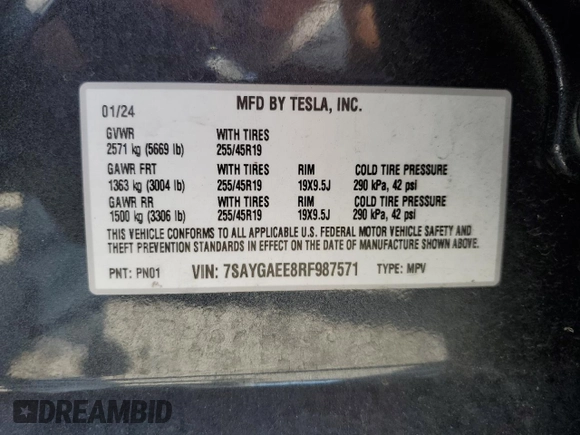 01/24 MFD BY TESLA, INC.
GVWR WITH TIRES
2571 kg (5669 lb) 255/45R19
GAWR FRT WITH TIRES RIM COLD TIRE PRESSURE
1363 kg (3004 lb) 255/45R19 19X9.5J 290 kPa, 42 psi
GAWR RR WITH TIRES RIM COLD TIRE PRESSURE
1500 kg (3306 lb) 255/45R19 19X9.5J 290 kPa, 42 psi
THIS VEHICLE CONFORMS TO ALL APPLICABLE U.S. FEDERAL MOTOR VEHICLE SAFETY AND
THEFT PREVENTION STANDARDS IN EFFECT ON THE DATE OF MANUFACTURE SHOWN ABOVE.
PNT: PN01 VIN: 7SAYGAEE8RF987571 TYPE: MPV
DREAMBID